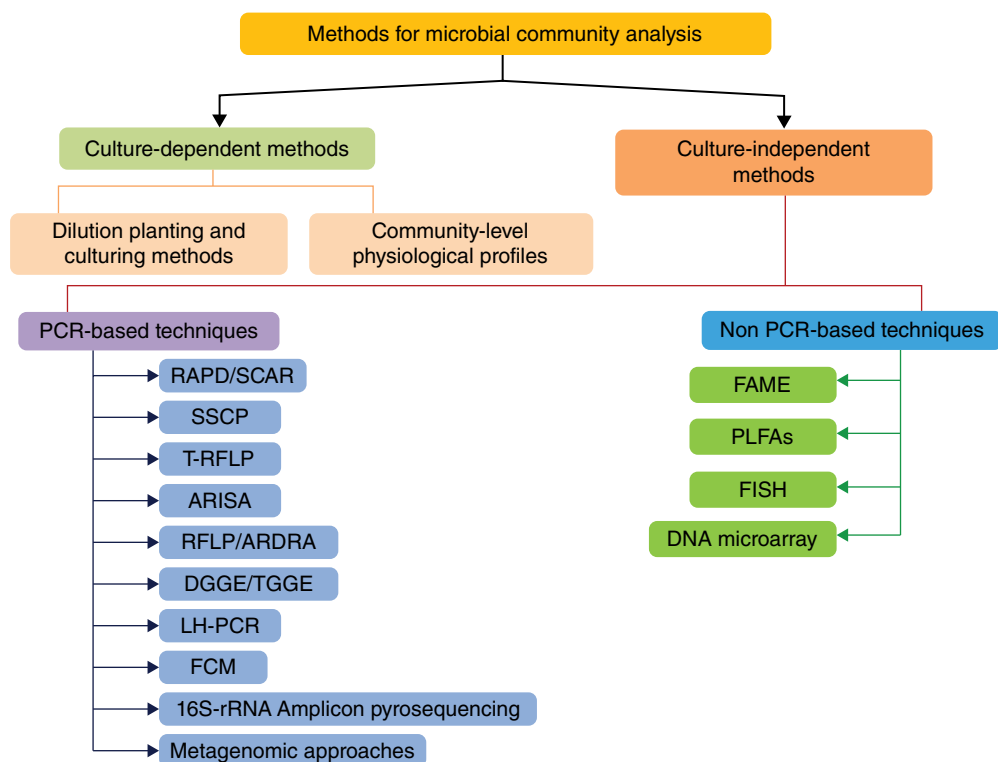 Methods for microbial community analysis
Culture-dependent methods
Culture-independent
methods
Dilution planting and
culturing methods
Community-level
physiological profiles
PCR-based techniques
RAPD/SCAR
SSCP
T-RFLP
ARISA
RFLP/ARDRA
DGGE/TGGE
LH-PCR
FCM
16S-rRNA Amplicon pyrosequencing
Metagenomic approaches
Non PCR-based techniques
FAME
PLFAs
FISH
DNA microarray